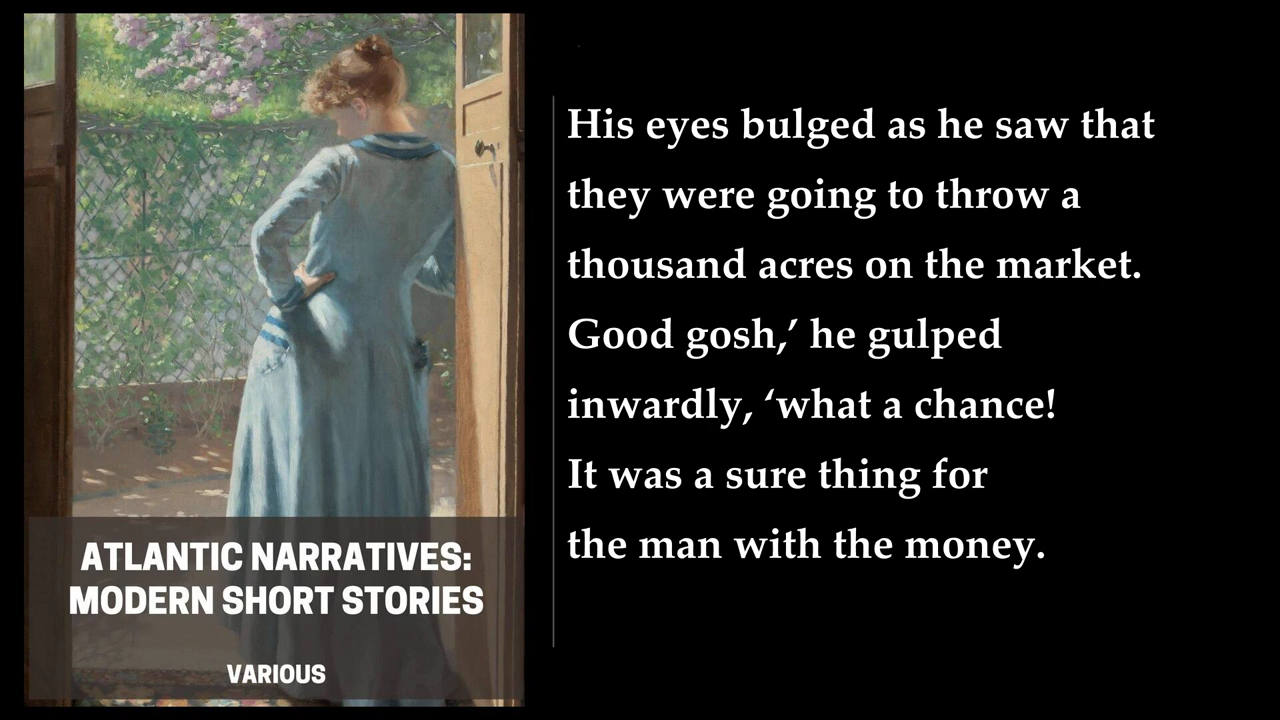 ATLANTIC NARRATIVES:
MODERN SHORT STORIES
VARIOUS
His eyes bulged as he saw that
they were going to throw a
thousand acres on the market.
Good gosh,’ he gulped
inwardly, ‘what a chance!
It was a sure thing for
the man with the money.